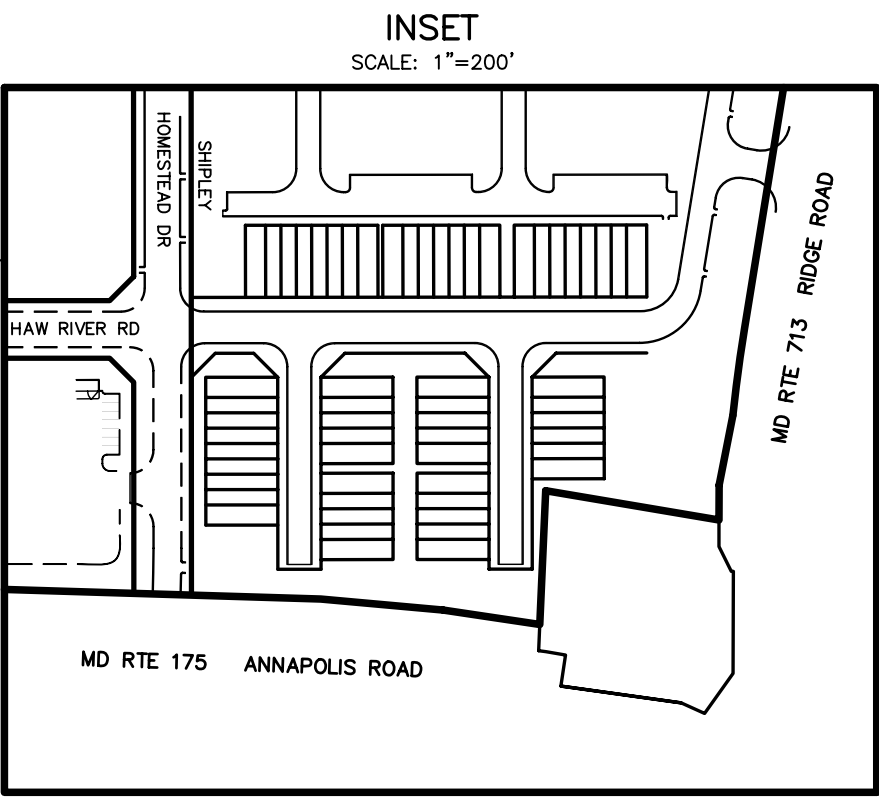 INSET
SCALE: 1"=200'
SHIPLEY
HOMESTEAD DR
HAW RIVER RD
MD RTE 713 RIDGE ROAD
MD RTE 175 ANNAPOLIS ROAD